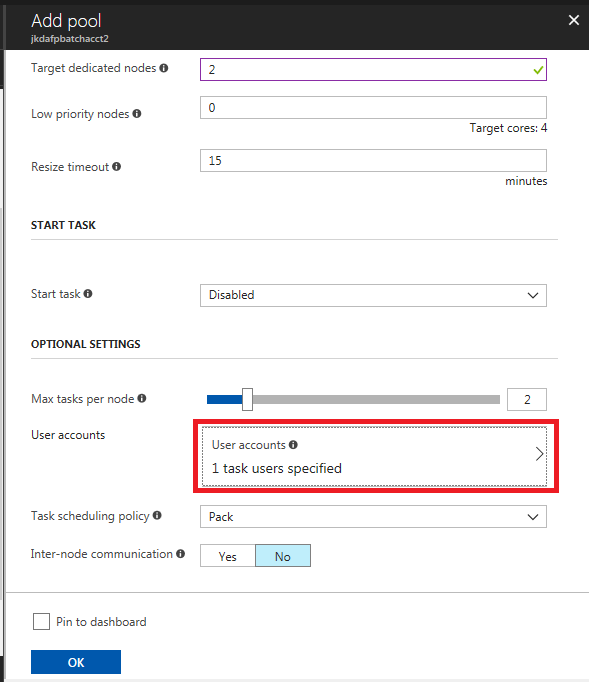 Add pool
jkdafpbatchacct2
Target dedicated nodes 2
Low priority nodes 0
Target cores: 4
Resize timeout 15
minutes
START TASK
Start task Disabled
OPTIONAL SETTINGS
Max tasks per node 2
User accounts
User accounts
1 task users specified
Task scheduling policy Pack
Inter-node communication Yes No
Pin to dashboard
OK